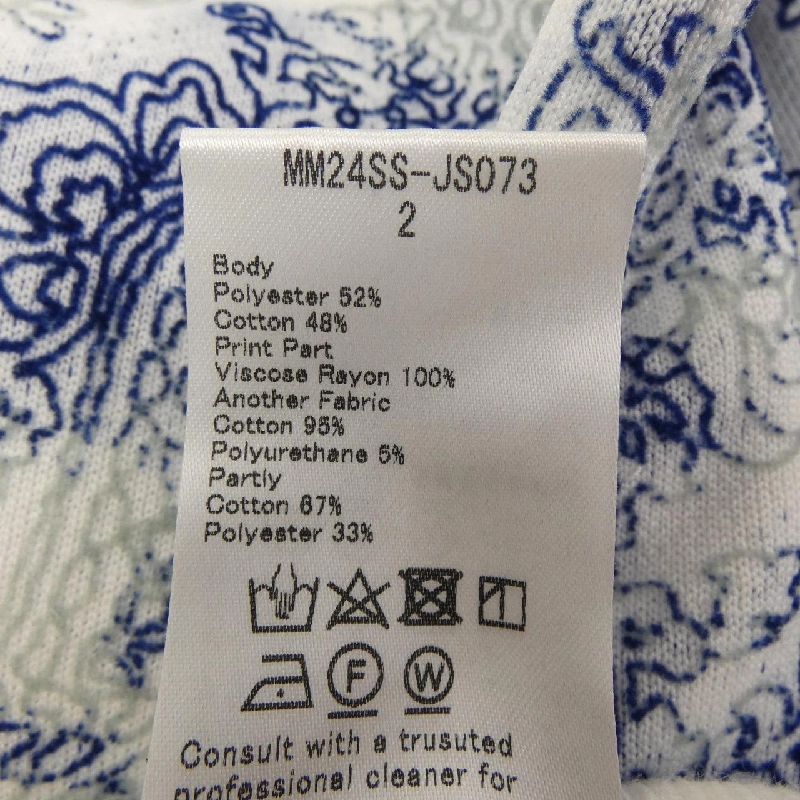 MM24SS-JS073
2
Body
Polyester 52%
Cotton 48%
Print Part
Viscose Rayon 100%
Another Fabric
Cotton 95%
Polyurethane 5%
Partly
Cotton 67%
Polyester 33%
F
W
Consult with a trusuted
professional cleaner for